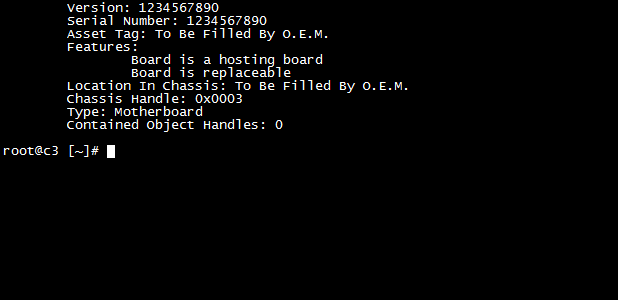 Version: 1234567890
Serial Number: 1234567890
Asset Tag: To Be Filled By O.E.M.
Features:
Board is a hosting board
Board is replaceable
Location In Chassis: To Be Filled By O.E.M.
Chassis Handle: 0x0003
Type: Motherboard
Contained Object Handles: 0
root@c3 [~]#